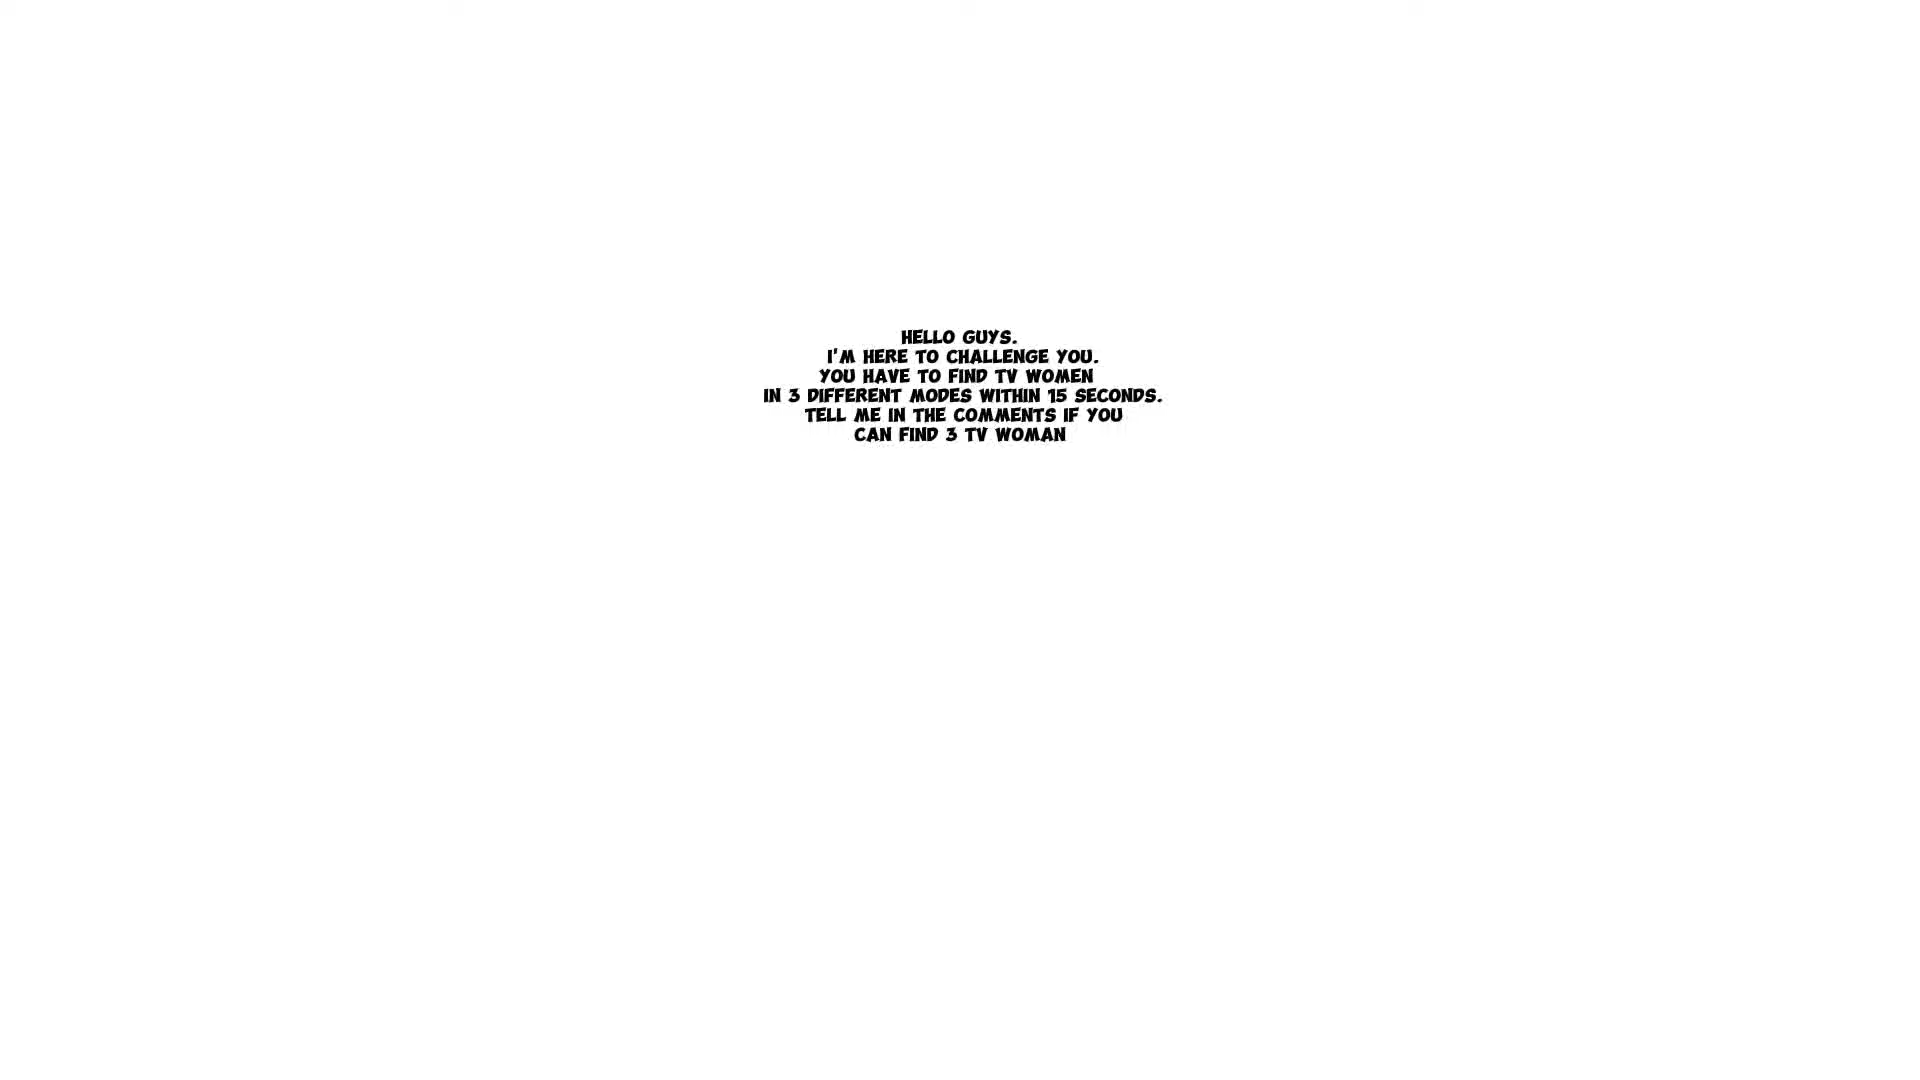 HELLO GUYS.
I'M HERE TO CHALLENGE YOU.
YOU HAVE TO FIND TV WOMEN
IN 3 DIFFERENT MODES WITHIN 15 SECONDS.
TELL ME IN THE COMMENTS IF YOU
CAN FIND 3 TV WOMAN